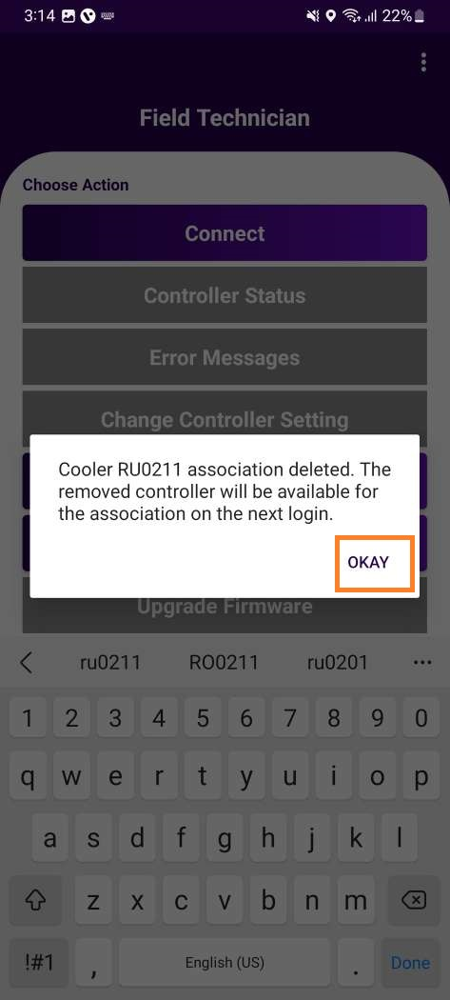 3:14
22%
Field Technician
Choose Action
Connect
Controller Status
Error Messages
Change Controller Setting
Cooler RU0211 association deleted. The
removed controller will be available for
the association on the next login.
OKAY
Upgrade Firmware
ru0211 RO0211 ru0201
1 2 3 4 5 6 7 8 9 0
q w e r t y u i o p
a s d f g h j k l
z x c v b n m
!#1 , English (US) . Done